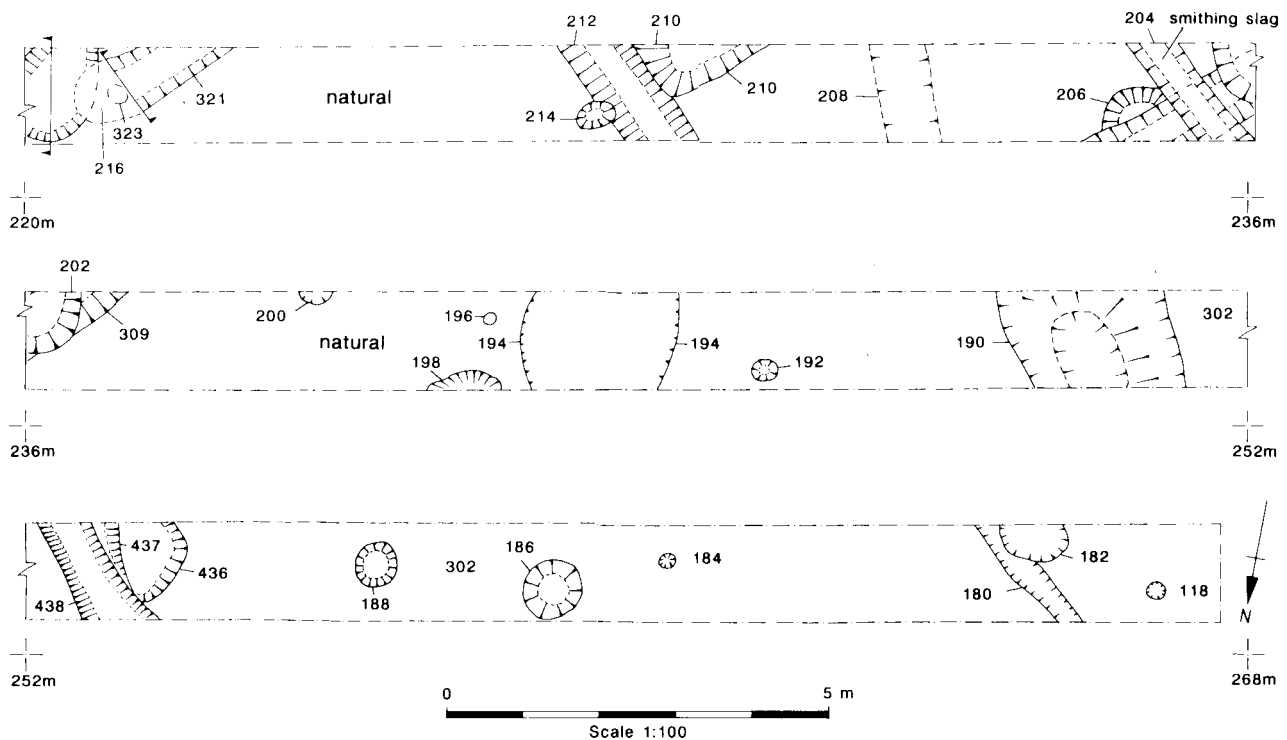 212 210 204 smithing slag
321 natural 214 210 208 206
323
216
220m 236m
202
309 200 natural 196 194 194 192 190 302
198
236m 252m
437 436 186 184 182
438 188 302 180 118
N
252m 268m
0 5 m
Scale 1:100